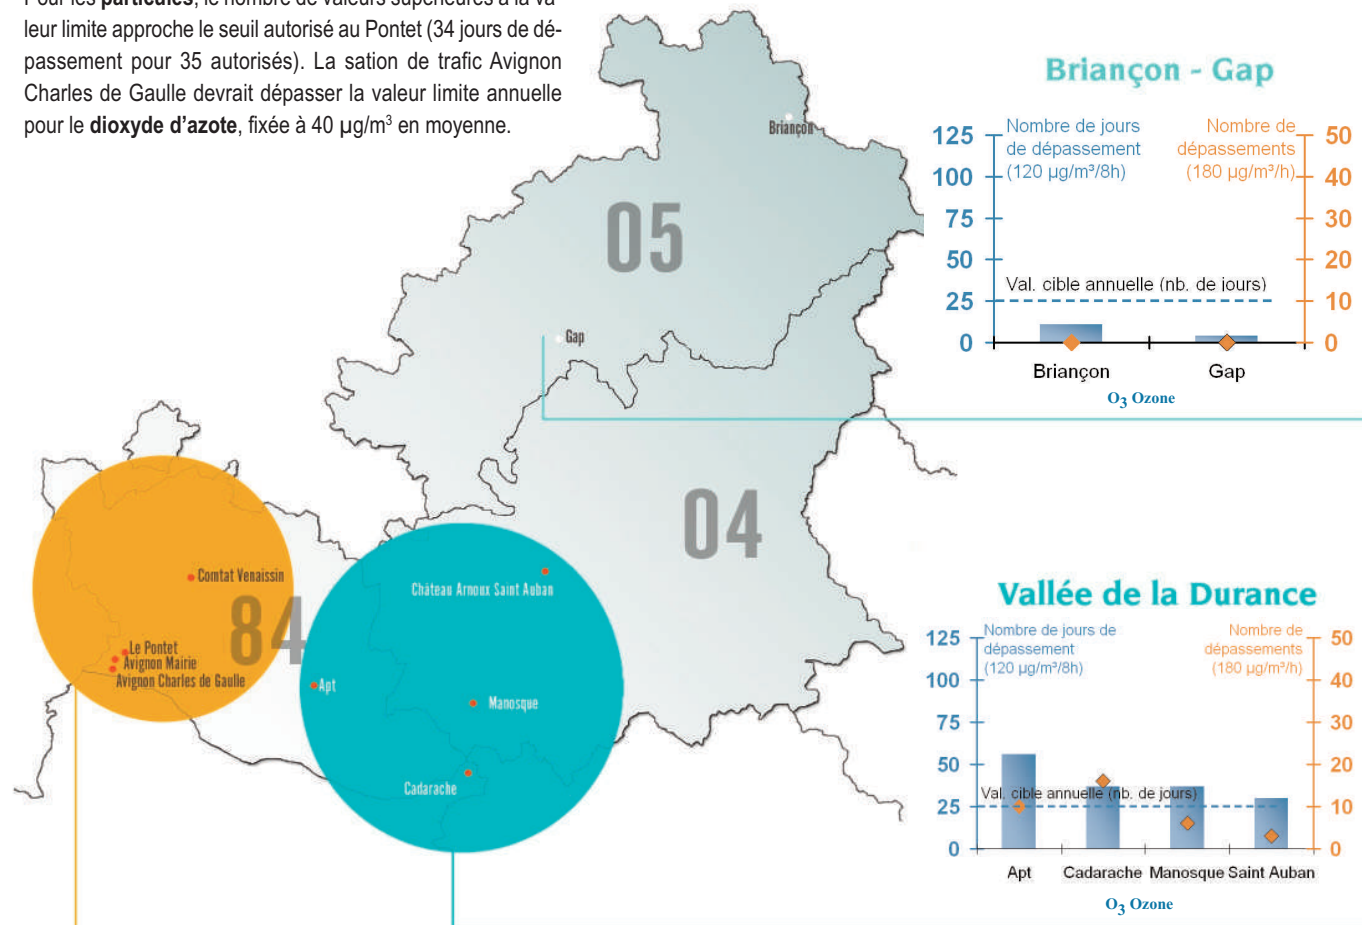 Pour les particules, le nombre de valeurs supérieures à la va-
leur limite approche le seuil autorisé au Pontet (34 jours de dé-
passement pour 35 autorisés). La sation de trafic Avignon
Charles de Gaulle devrait dépasser la valeur limite annuelle
pour le dioxyde d'azote, fixée à 40 µg/m³ en moyenne.
Briançon
05
Gap
04
Comtat Venaissin
84
Le Pontet
Avignon Mairie
Avignon Charles de Gaulle
Château Arnoux Saint Auban
Apt
Manosque
Cadarache
Briançon - Gap
Nombre de jours
de dépassement
(120 µg/m³/8h)
Nombre de
dépassements
(180 µg/m³/h)
125
100
75
50
25
0
50
40
30
20
10
0
Val. cible annuelle (nb. de jours)
Briançon
Gap
O3 Ozone
Vallée de la Durance
Nombre de jours de
dépassement
(120 µg/m³/8h)
Nombre de
dépassements
(180 µg/m³/h)
125
100
75
50
25
0
50
40
30
20
10
0
Val. cible annuelle (nb. de jours)
Apt
Cadarache
Manosque
Saint Auban
O3 Ozone